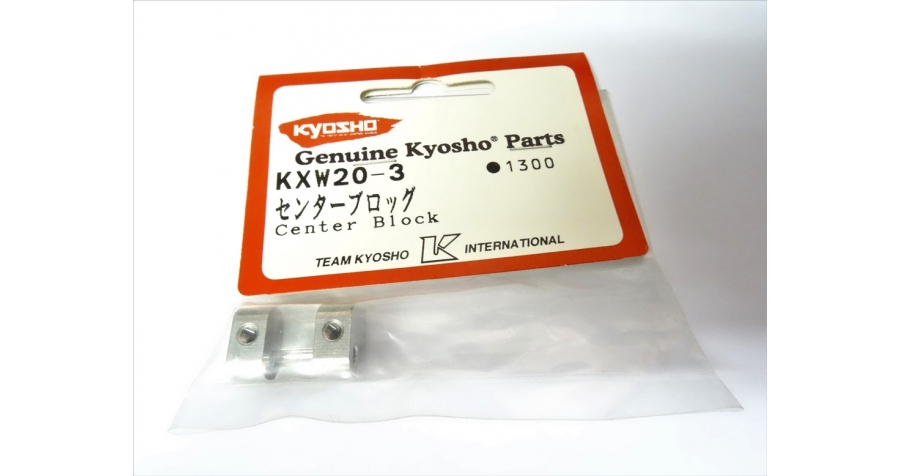 KYOSHO
Genuine Kyosho® Parts
KXW20-3 ●1300
センターブロッグ
Center Block
TEAM KYOSHO K INTERNATIONAL